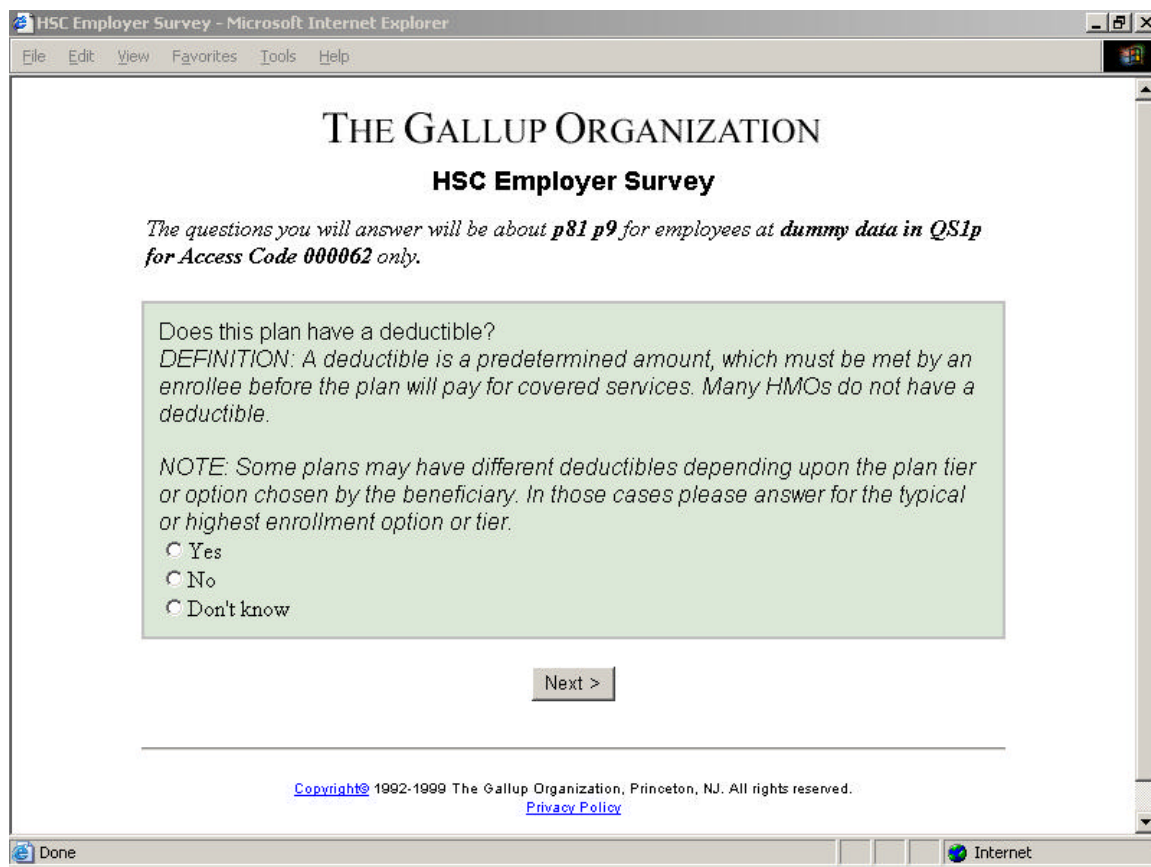 HSC Employer Survey - Microsoft Internet Explorer
File Edit View Favorites Tools Help
THE GALLUP ORGANIZATION
HSC Employer Survey
The questions you will answer will be about p81 p9 for employees at dummy data in QS1p
for Access Code 000062 only.
Does this plan have a deductible?
DEFINITION: A deductible is a predetermined amount, which must be met by an
enrollee before the plan will pay for covered services. Many HMOs do not have a
deductible.
NOTE: Some plans may have different deductibles depending upon the plan tier
or option chosen by the beneficiary. In those cases please answer for the typical
or highest enrollment option or tier.
Yes
No
Don't know
Next >
Copyright© 1992-1999 The Gallup Organization, Princeton, NJ. All rights reserved.
Privacy Policy
Done Internet